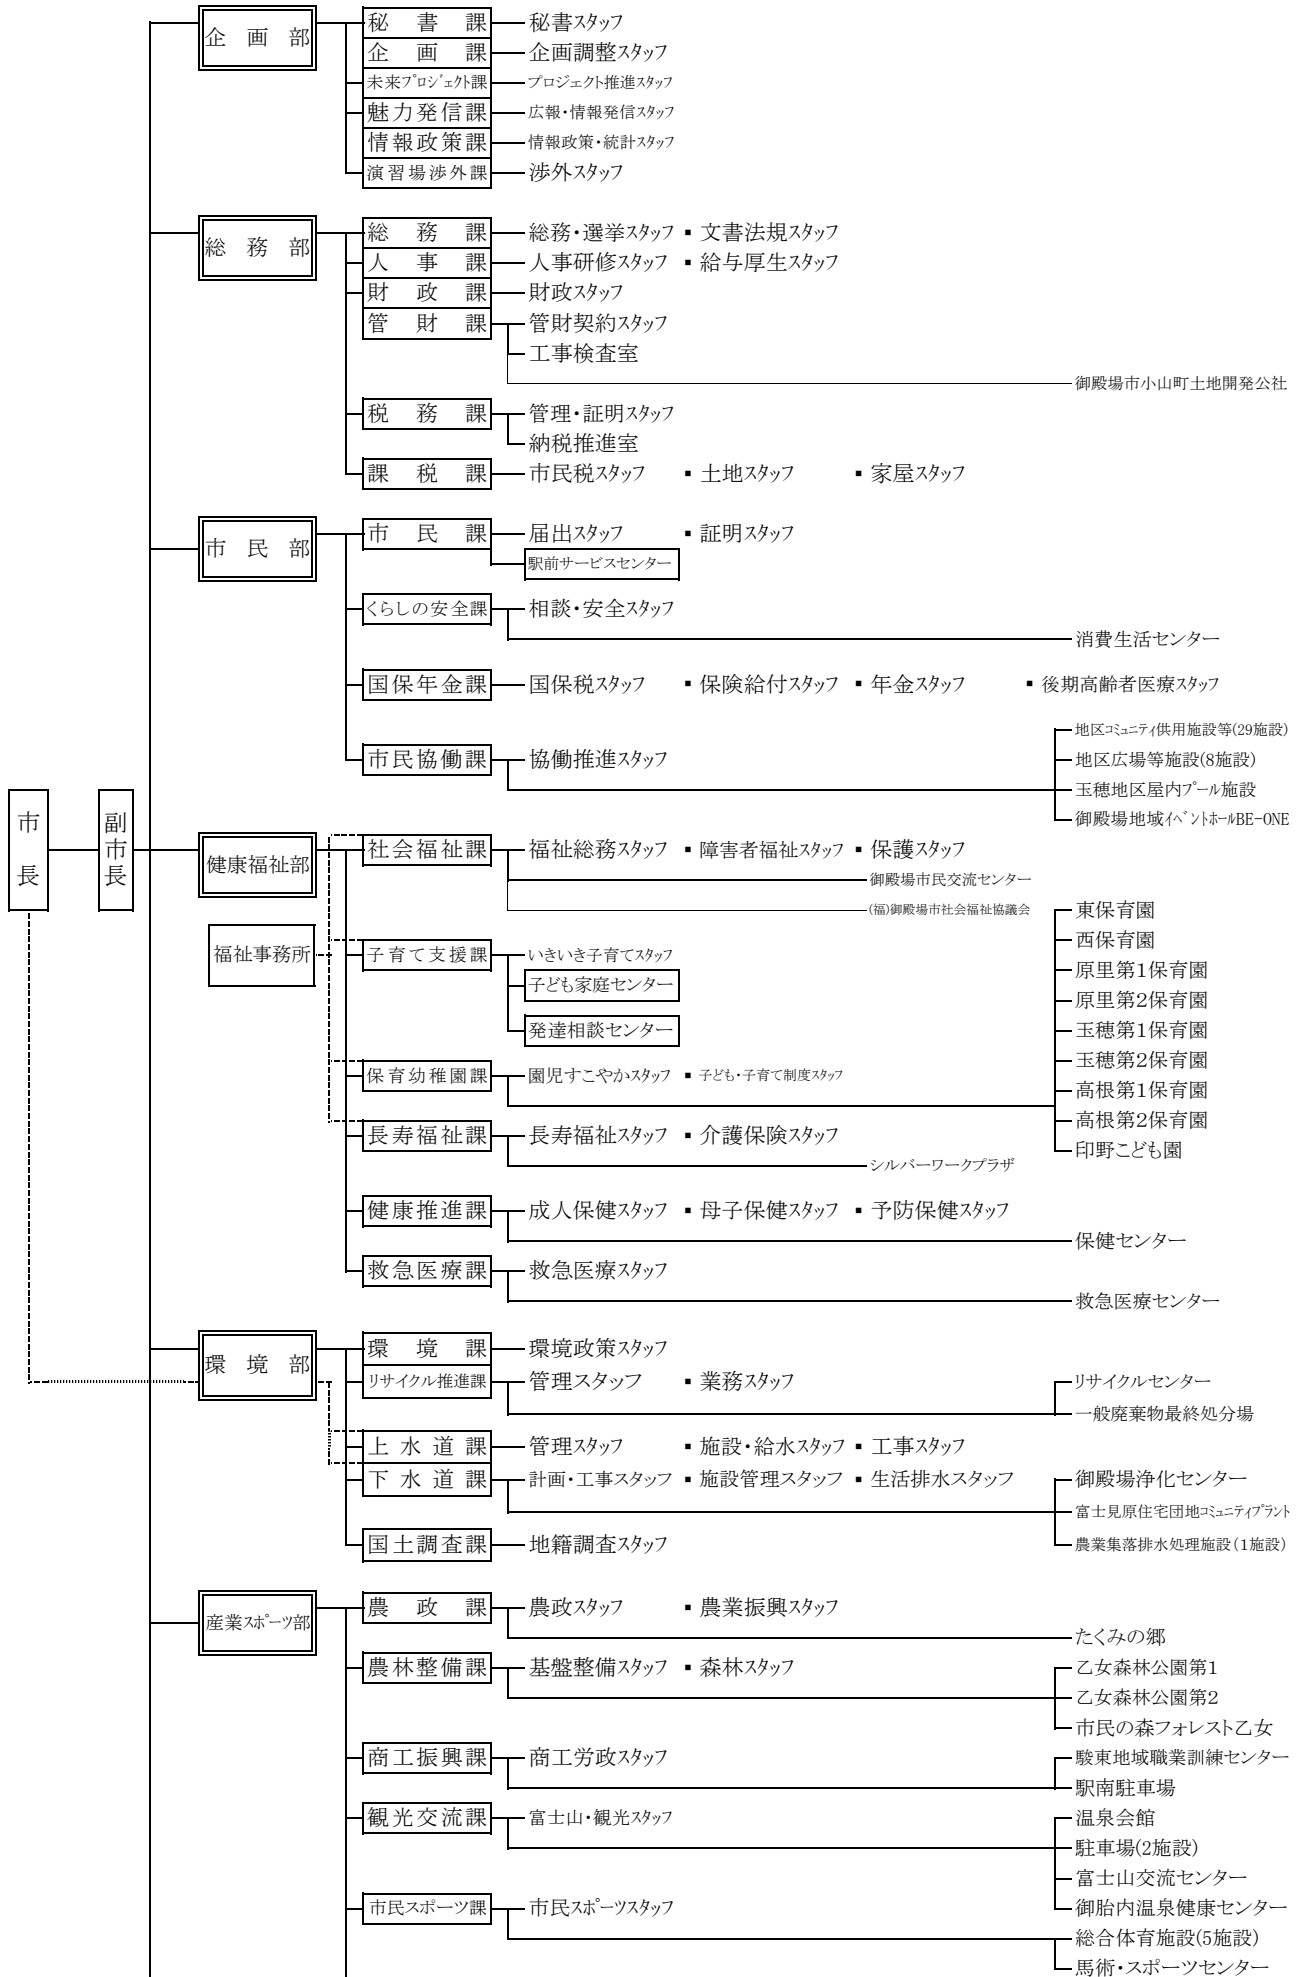 企画部
秘書課 秘書スタッフ
企画課 企画調整スタッフ
未来プロジェクト課 プロジェクト推進スタッフ
魅力発信課 広報・情報発信スタッフ
情報政策課 情報政策・統計スタッフ
演習場渉外課 渉外スタッフ
総務部
総務課 総務・選挙スタッフ ▪ 文書法規スタッフ
人事課 人事研修スタッフ ▪ 給与厚生スタッフ
財政課 財政スタッフ
管財課 管財契約スタッフ
工事検査室
御殿場市小山町土地開発公社
税務課 管理・証明スタッフ
納税推進室
課税課 市民税スタッフ ▪ 土地スタッフ ▪ 家屋スタッフ
市民部
市民課 届出スタッフ ▪ 証明スタッフ
駅前サービスセンター
くらしの安全課 相談・安全スタッフ
消費生活センター
国保年金課 国保税スタッフ ▪ 保険給付スタッフ ▪ 年金スタッフ ▪ 後期高齢者医療スタッフ
地区コミュニティ供用施設等(29施設)
市民協働課 協働推進スタッフ 地区広場等施設(8施設)
玉穂地区屋内プール施設
御殿場地域イベントホールBE-ONE
市長
副市長
健康福祉部
社会福祉課 福祉総務スタッフ ▪ 障害者福祉スタッフ ▪ 保護スタッフ
御殿場市民交流センター
(福)御殿場市社会福祉協議会
福祉事務所
子育て支援課 いきいき子育てスタッフ
子ども家庭センター
発達相談センター
東保育園
西保育園
原里第1保育園
原里第2保育園
玉穂第1保育園
玉穂第2保育園
高根第1保育園
高根第2保育園
印野こども園
保育幼稚園課 園児すこやかスタッフ ▪ 子ども・子育て制度スタッフ
長寿福祉課 長寿福祉スタッフ ▪ 介護保険スタッフ
シルバーワークプラザ
健康推進課 成人保健スタッフ ▪ 母子保健スタッフ ▪ 予防保健スタッフ
保健センター
救急医療課 救急医療スタッフ
救急医療センター
環境部
環境課 環境政策スタッフ
リサイクル推進課 管理スタッフ ▪ 業務スタッフ リサイクルセンター
一般廃棄物最終処分場
上水道課 管理スタッフ ▪ 施設・給水スタッフ ▪ 工事スタッフ
下水道課 計画・工事スタッフ ▪ 施設管理スタッフ ▪ 生活排水スタッフ 御殿場浄化センター
富士見原住宅団地コミュニティプラント
国土調査課 地籍調査スタッフ 農業集落排水処理施設(1施設)
産業スポーツ部
農政課 農政スタッフ ▪ 農業振興スタッフ
たくみの郷
農林整備課 基盤整備スタッフ ▪ 森林スタッフ 乙女森林公園第1
乙女森林公園第2
市民の森フォレスト乙女
商工振興課 商工労政スタッフ 駿東地域職業訓練センター
駅南駐車場
観光交流課 富士山・観光スタッフ 温泉会館
駐車場(2施設)
富士山交流センター
市民スポーツ課 市民スポーツスタッフ 御胎内温泉健康センター
総合体育施設(5施設)
馬術・スポーツセンター